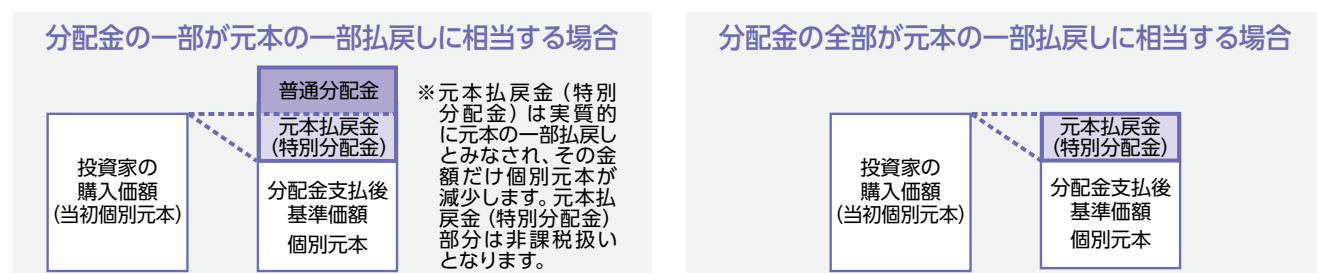 分配金の一部が元本の一部払戻しに相当する場合
投資家の
購入価額
(当初個別元本)
普通分配金
元本払戻金
(特別分配金)
分配金支払後
基準価額
個別元本
※元本払戻金（特別
分配金）は実質的
に元本の一部払戻し
とみなされ、その金
額だけ個別元本が
減少します。元本払
戻金（特別分配金）
部分は非課税扱い
となります。
分配金の全部が元本の一部払戻しに相当する場合
投資家の
購入価額
(当初個別元本)
元本払戻金
(特別分配金)
分配金支払後
基準価額
個別元本